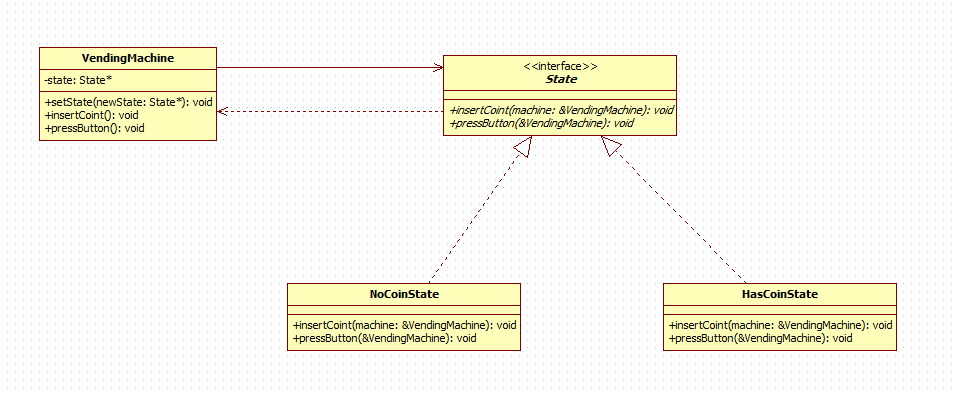 VendingMachine
-state: State*
+setState(newState: State*): void
+insertCoint(): void
+pressButton(): void
<<interface>>
State
+insertCoint(machine: &VendingMachine): void
+pressButton(&VendingMachine): void
NoCoinState
+insertCoint(machine: &VendingMachine): void
+pressButton(&VendingMachine): void
HasCoinState
+insertCoint(machine: &VendingMachine): void
+pressButton(&VendingMachine): void